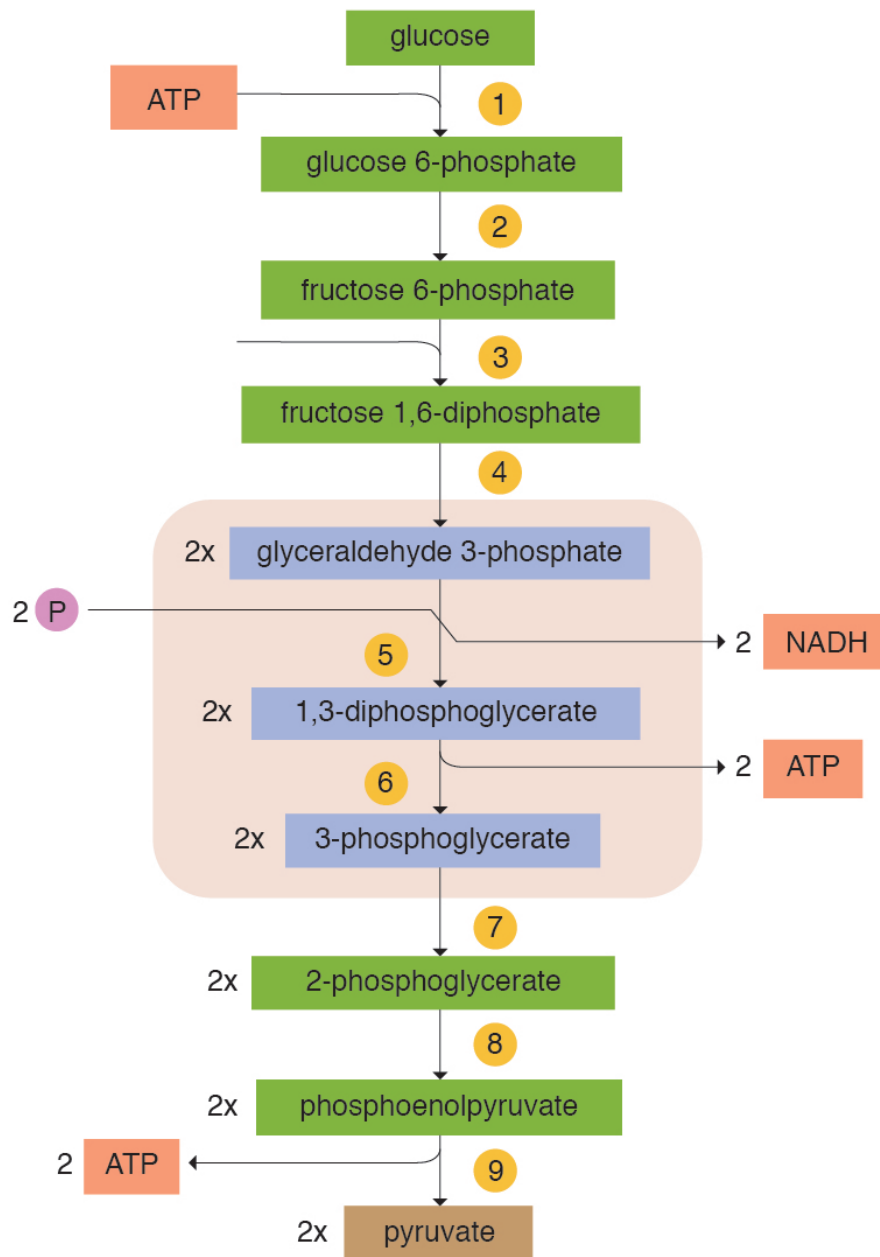 glucose
ATP
1
glucose 6-phosphate
2
fructose 6-phosphate
3
fructose 1,6-diphosphate
4
2x glyceraldehyde 3-phosphate
2 P
2 NADH
5
2x 1,3-diphosphoglycerate
2 ATP
6
2x 3-phosphoglycerate
7
2x 2-phosphoglycerate
8
2x phosphoenolpyruvate
2 ATP
9
2x pyruvate